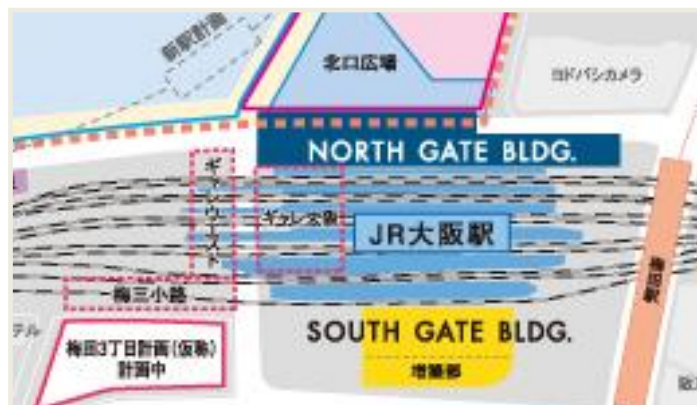 新駅計画
北口広場
ヨドバシカメラ
NORTH GATE BLDG.
ギャレウエスト
ギャレ大阪
JR大阪駅
梅三小路
SOUTH GATE BLDG.
増築部
梅田3丁目計画(仮称)
計画中
テル